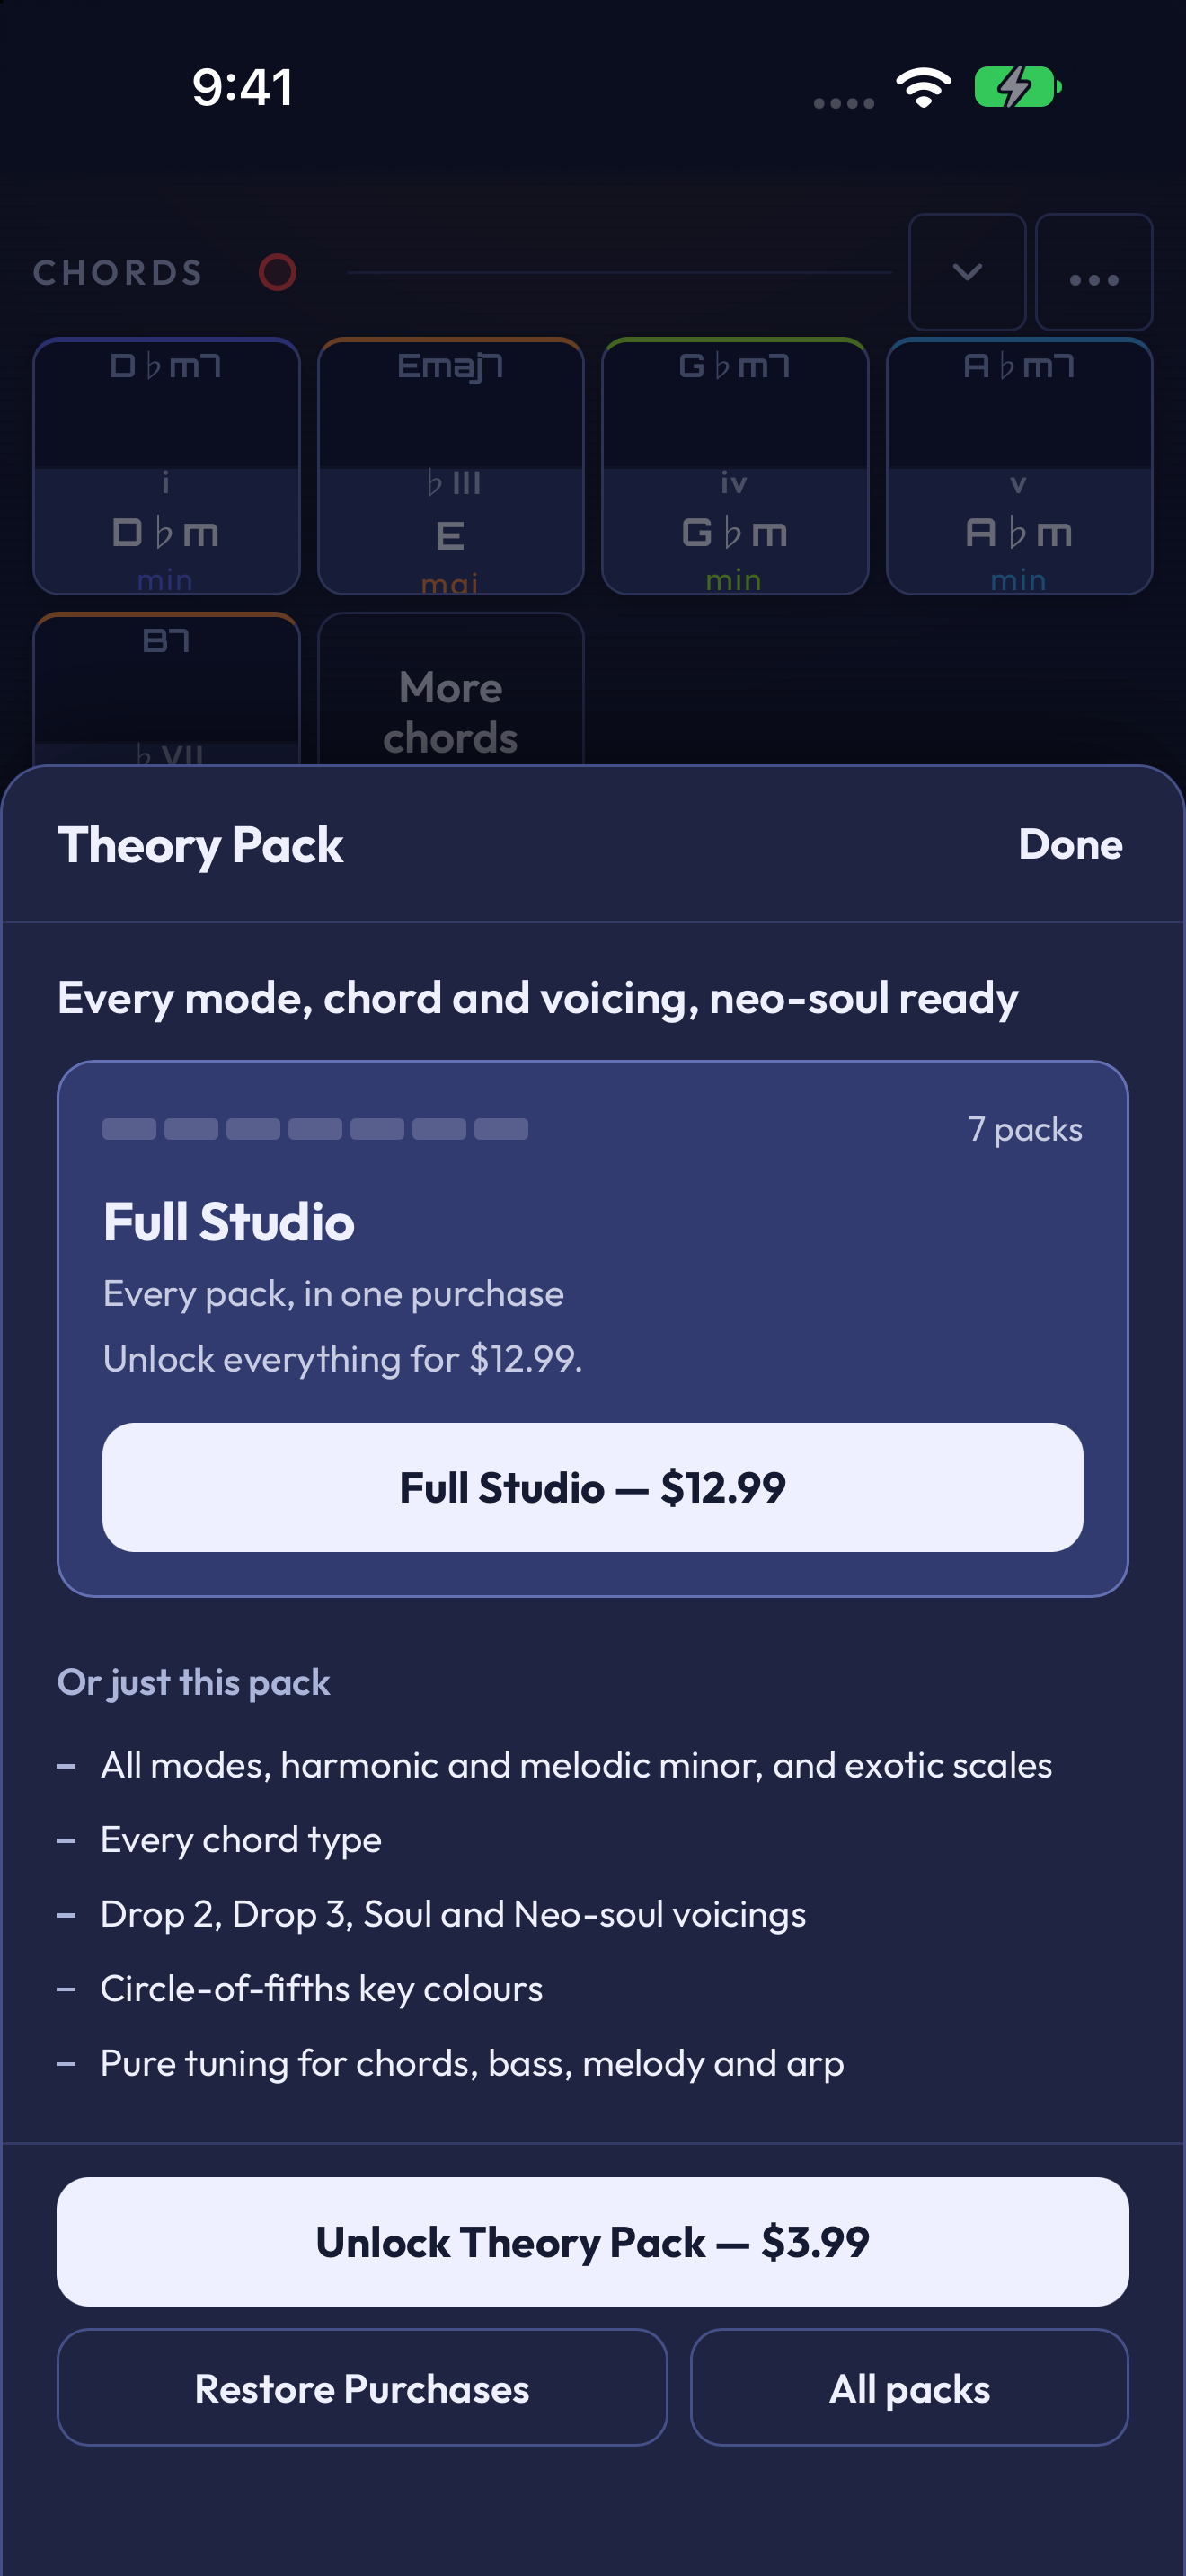 9:41
CHORDS
D♭m7 Emaj7 G♭m7 A♭m7
i ♭III iv v
D♭m E G♭m A♭m
min maj min min
B7
More
chords
♭VII
Theory Pack Done
Every mode, chord and voicing, neo-soul ready
7 packs
Full Studio
Every pack, in one purchase
Unlock everything for $12.99.
Full Studio — $12.99
Or just this pack
– All modes, harmonic and melodic minor, and exotic scales
– Every chord type
– Drop 2, Drop 3, Soul and Neo-soul voicings
– Circle-of-fifths key colours
– Pure tuning for chords, bass, melody and arp
Unlock Theory Pack — $3.99
Restore Purchases All packs